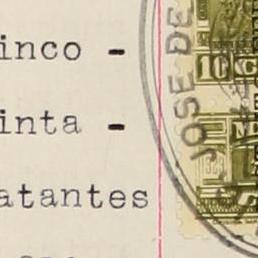 inco -
inta -
atantes
JOSE DE
10 C